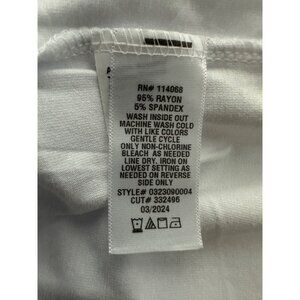 RN# 114068
95% RAYON
5% SPANDEX
WASH INSIDE OUT
MACHINE WASH COLD
WITH LIKE COLORS
GENTLE CYCLE
ONLY NON-CHLORINE
BLEACH AS NEEDED
LINE DRY. IRON ON
LOWEST SETTING AS
NEEDED ON REVERSE
SIDE ONLY
STYLE# 0323090004
CUT# 332496
03/2024